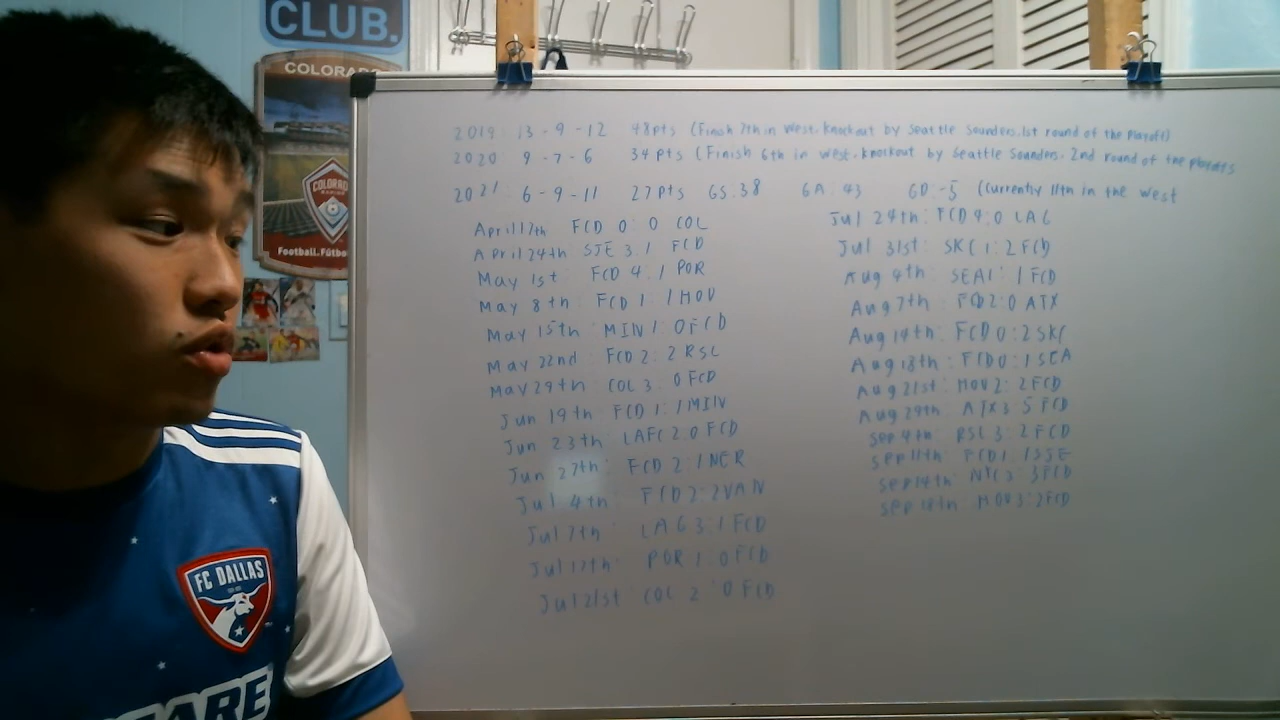 CLUB.
COLORADO
COLORADO
Football.Fútbo
FC DALLAS
CARE
2019: 13-9-12 48pts (Finish 7th in West. knockout by Seattle Sounders. 1st round of the Playoff)
2020 9-7-6 34pts (Finish 6th in West. knockout by Seattle Sounders. 2nd round of the playoffs
2021: 6-9-11 27pts GS:38 GA:43 GD:-5 (Currently 11th in the West
April 17th FCD 0:0 COL
April 24th SJE 3:1 FCD
May 1st FCD 4:1 POR
May 8th: FCD 1:1 HOU
May 15th: MIN 1:0 FCD
May 22nd FCD 2:2 RSL
May 29th: COL 3:0 FCD
Jun 19th: FCD 1:1 MIN
Jun 23th: LAFC 2:0 FCD
Jun 27th: FCD 2:1 NER
Jul 4th: FCD 2:2 VAN
Jul 7th: LAG 3:1 FCD
Jul 17th: POR 1:0 FCD
Jul 21st COL 2:0 FCD
Jul 24th: FCD 4:0 LAG
Jul 31st: SKC 1:2 FCD
Aug 4th: SEA 1:1 FCD
Aug 7th: FCD 2:0 ATX
Aug 14th: FCD 0:2 SKC
Aug 18th: FCD 0:1 SEA
Aug 21st: HOU 2:2 FCD
Aug 29th: ATX 3:5 FCD
Sep 4th: RSL 3:2 FCD
Sep 11th: FCD 1:1 SJE
Sep 14th: NYC 3:3 FCD
Sep 18th: HOU 3:2 FCD